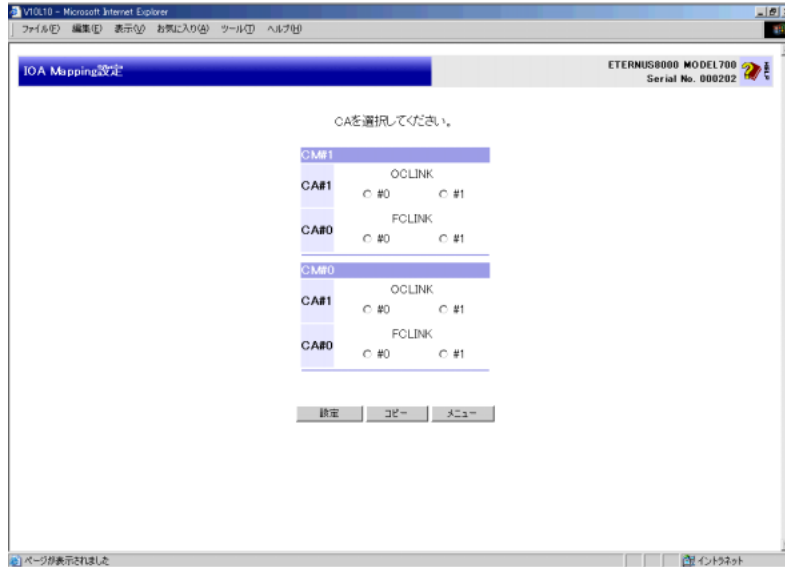 V10L10 - Microsoft Internet Explorer
ファイル(F) 編集(E) 表示(V) お気に入り(A) ツール(T) ヘルプ(H)
IOA Mapping設定
ETERNUS8000 MODEL700
Serial No. 000202
CAを選択してください。
CM#1
CA#1
OCLINK
#0 #1
CA#0
FCLINK
#0 #1
CM#0
CA#1
OCLINK
#0 #1
CA#0
FCLINK
#0 #1
設定 コピー メニュー
ページが表示されました
イントラネット